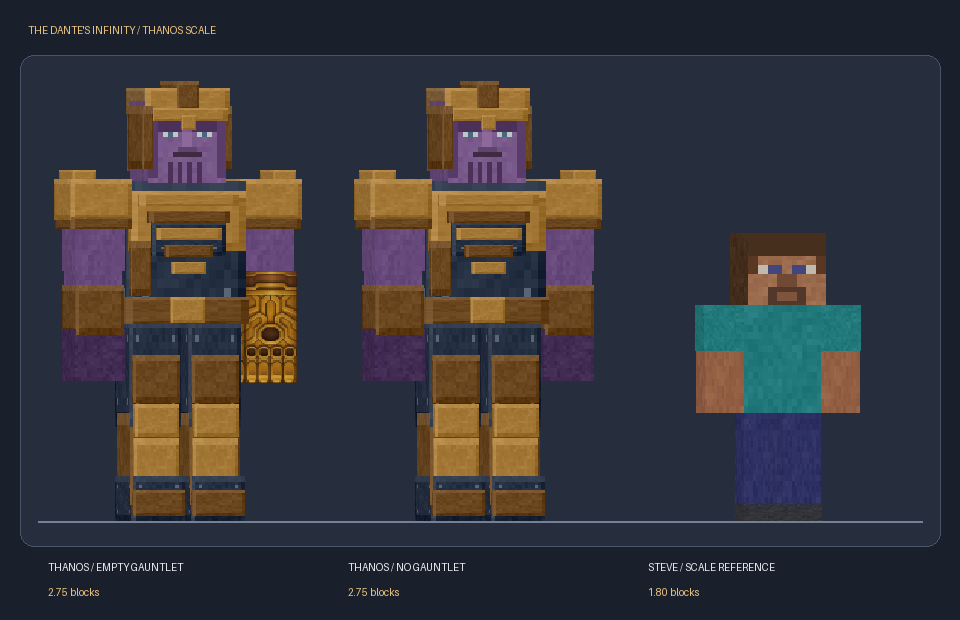 THE DANTE'S INFINITY / THANOS SCALE
THANOS / EMPTY GAUNTLET
THANOS / NO GAUNTLET
STEVE / SCALE REFERENCE
2.75 blocks
2.75 blocks
1.80 blocks